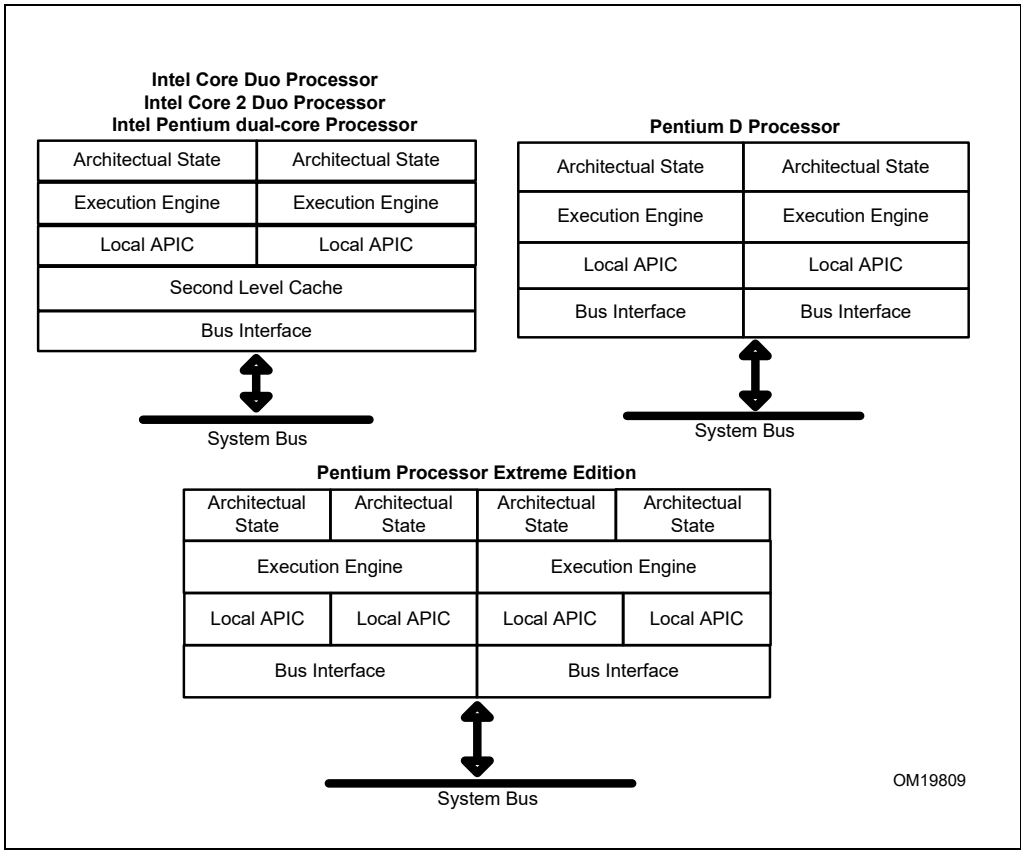 Intel Core Duo Processor
Intel Core 2 Duo Processor
Intel Pentium dual-core Processor
Architectual State
Architectual State
Execution Engine
Execution Engine
Local APIC
Local APIC
Second Level Cache
Bus Interface
System Bus
Pentium D Processor
Architectual State
Architectual State
Execution Engine
Execution Engine
Local APIC
Local APIC
Bus Interface
Bus Interface
System Bus
Pentium Processor Extreme Edition
Architectual
State
Architectual
State
Architectual
State
Architectual
State
Execution Engine
Execution Engine
Local APIC
Local APIC
Local APIC
Local APIC
Bus Interface
Bus Interface
System Bus
OM19809